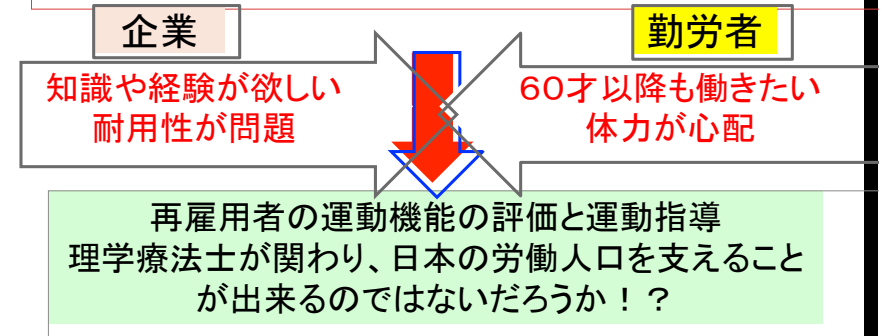 企業
勤労者
知識や経験が欲しい
耐用性が問題
６０才以降も働きたい
体力が心配
再雇用者の運動機能の評価と運動指導
理学療法士が関わり、日本の労働人口を支えること
が出来るのではないだろうか！？